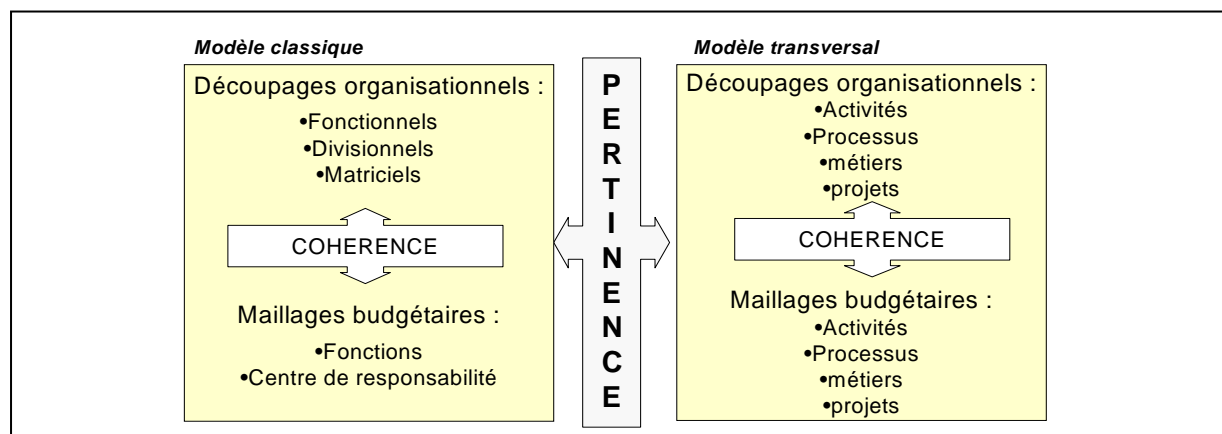 Modèle classique
Découpages organisationnels :
•Fonctionnels
•Divisionnels
•Matriciels
COHERENCE
Maillages budgétaires :
•Fonctions
•Centre de responsabilité
P
E
R
T
I
N
E
N
C
E
Modèle transversal
Découpages organisationnels :
•Activités
•Processus
•métiers
•projets
COHERENCE
Maillages budgétaires :
•Activités
•Processus
•métiers
•projets